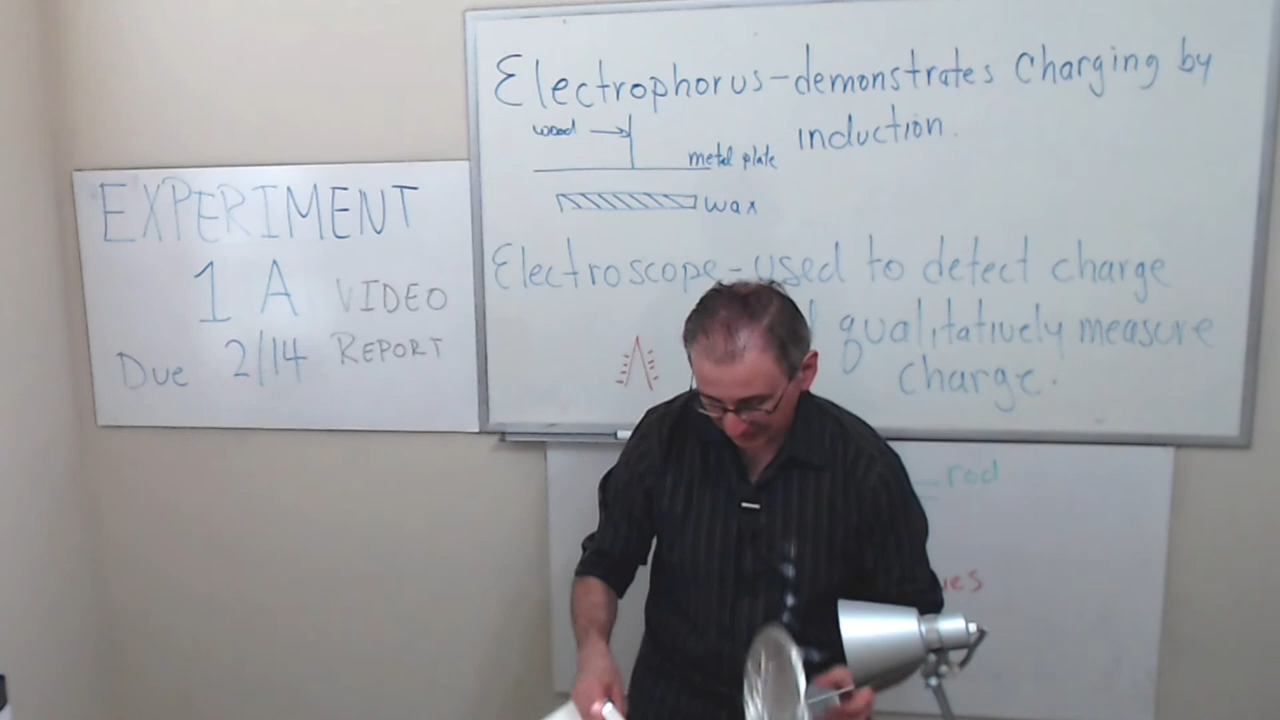 EXPERIMENT
1 A VIDEO
Due 2/14 REPORT
Electrophorus-demonstrates Charging by
induction.
wood
metal plate
wax
Electroscope-used to detect charge
qualitatively measure
charge.
rod